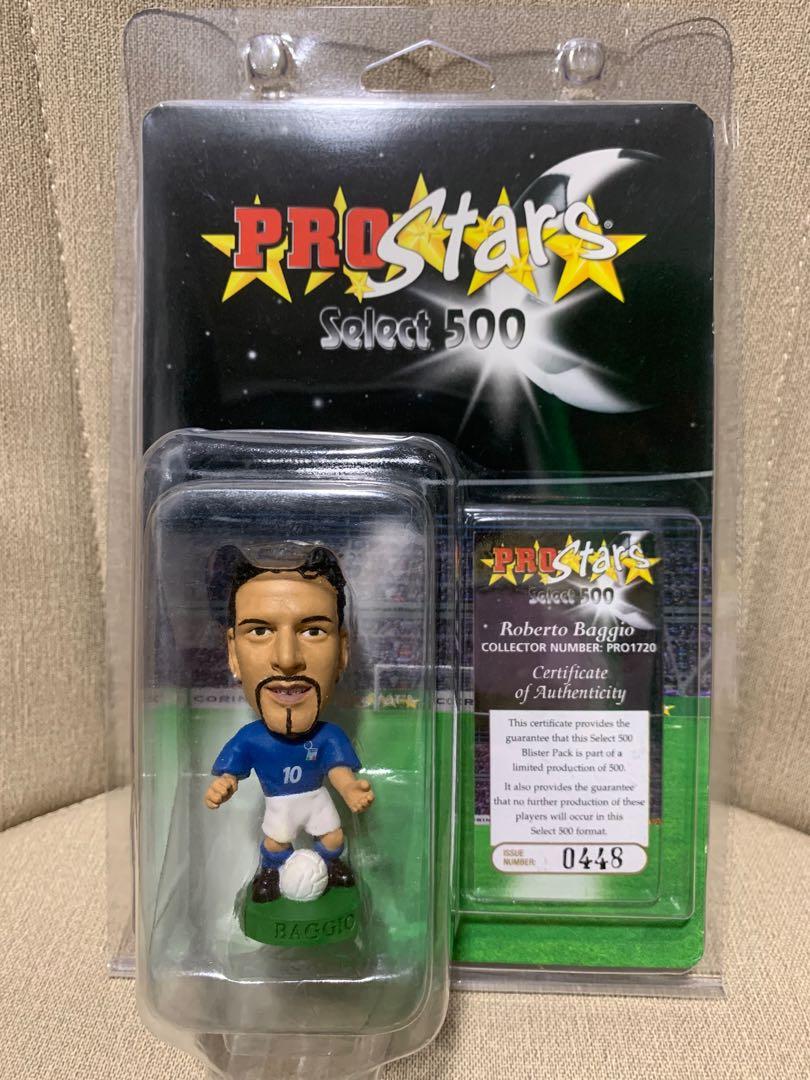 PROStars®
Select 500
PROStars
Select 500
Roberto Baggio
COLLECTOR NUMBER: PRO1720
Certificate
of Authenticity
This certificate provides the
guarantee that this Select 500
Blister Pack is part of a
limited production of 500.
It also provides the guarantee
that no further production of these
players will occur in this
Select 500 format.
ISSUE
NUMBER: 0448
10
BAGGIO